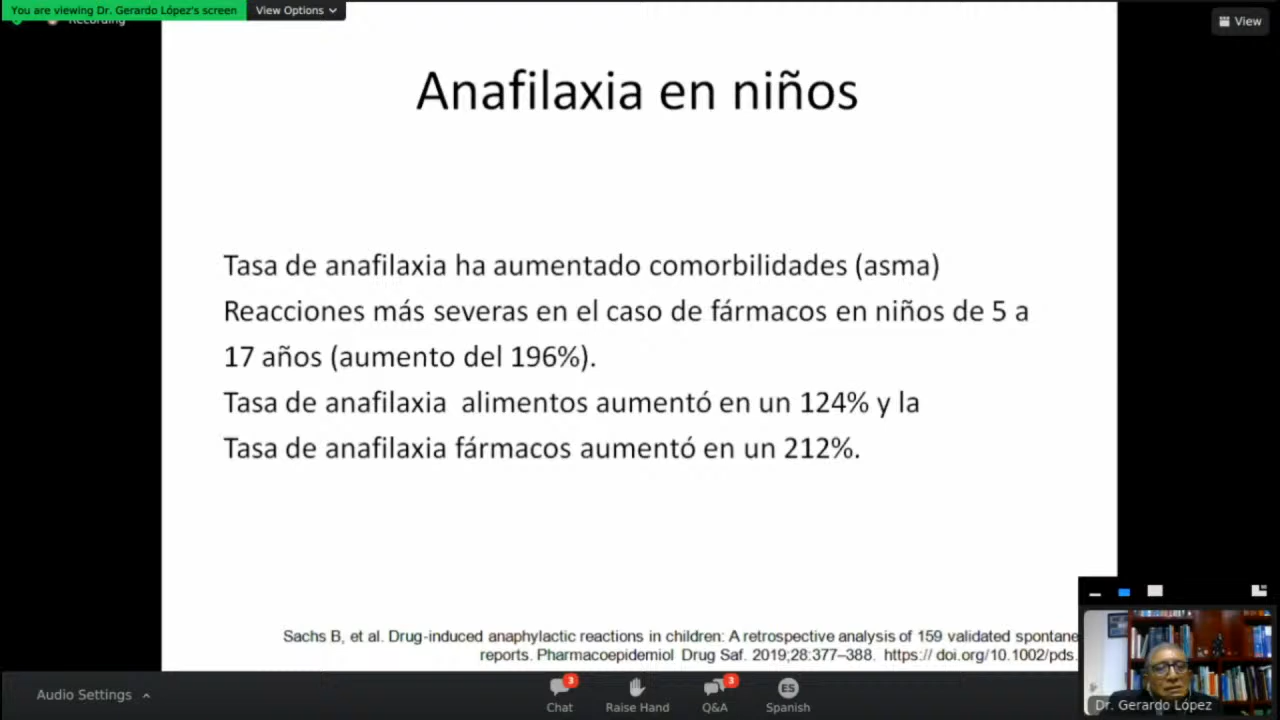 You are viewing Dr. Gerardo López's screen
View Options
Recording
View
Anafilaxia en niños
Tasa de anafilaxia ha aumentado comorbilidades (asma)
Reacciones más severas en el caso de fármacos en niños de 5 a
17 años (aumento del 196%).
Tasa de anafilaxia alimentos aumentó en un 124% y la
Tasa de anafilaxia fármacos aumentó en un 212%.
Sachs B, et al. Drug-induced anaphylactic reactions in children: A retrospective analysis of 159 validated spontane
reports. Pharmacoepidemiol Drug Saf. 2019;28:377–388. https:// doi.org/10.1002/pds.
Audio Settings
3
3
ES
Chat
Raise Hand
Q&A
Spanish
Dr. Gerardo López